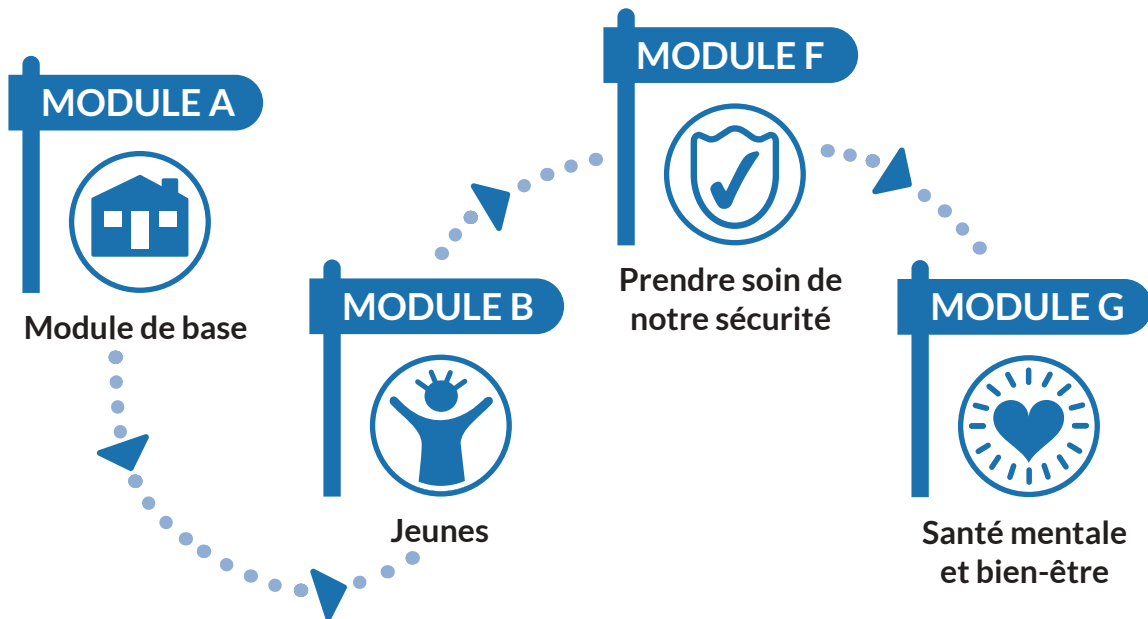 MODULE A
Module de base
MODULE B
Jeunes
MODULE F
Prendre soin de
notre sécurité
MODULE G
Santé mentale
et bien-être